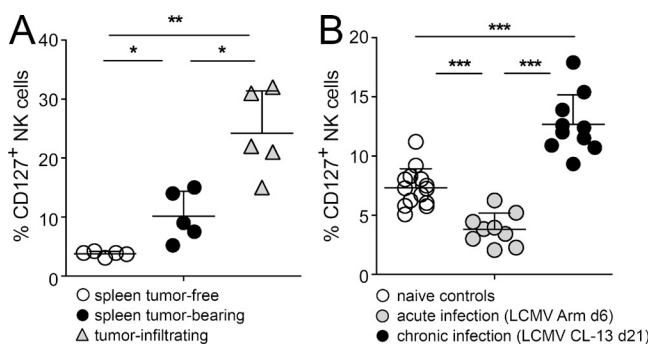 A
% CD127+ NK cells
40
30
20
10
0
**
*
*
spleen tumor-free
spleen tumor-bearing
tumor-infiltrating
B
% CD127+ NK cells
20
15
10
5
0
***
***
***
naive controls
acute infection (LCMV Arm d6)
chronic infection (LCMV CL-13 d21)